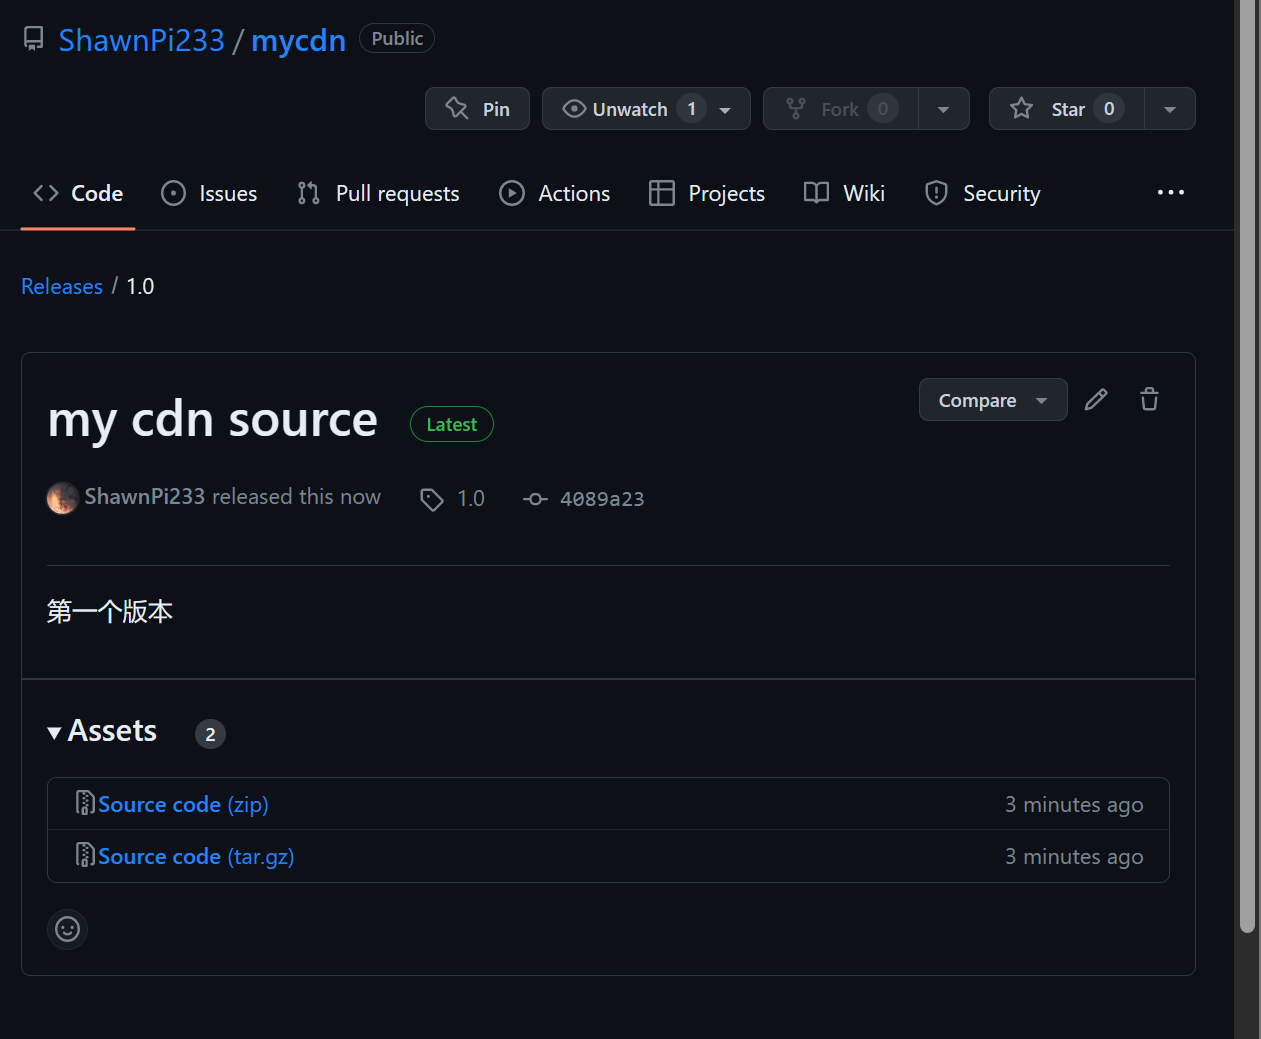 ShawnPi233 / mycdn Public
Pin Unwatch 1 Fork 0 Star 0
Code Issues Pull requests Actions Projects Wiki Security ...
Releases / 1.0
my cdn source Latest Compare
ShawnPi233 released this now 1.0 4089a23
第一个版本
Assets 2
Source code (zip) 3 minutes ago
Source code (tar.gz) 3 minutes ago